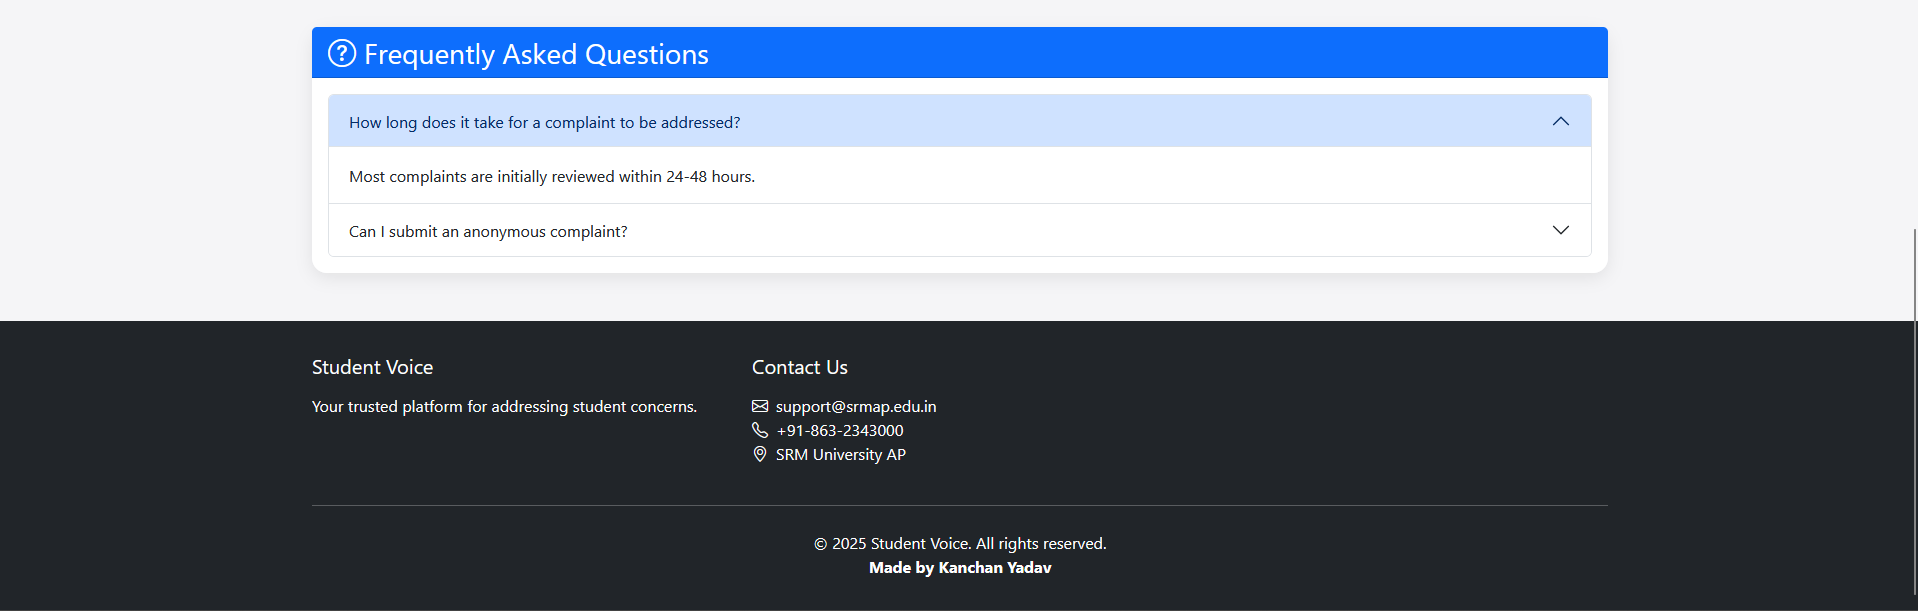 Frequently Asked Questions
How long does it take for a complaint to be addressed?
Most complaints are initially reviewed within 24-48 hours.
Can I submit an anonymous complaint?
Student Voice
Your trusted platform for addressing student concerns.
Contact Us
support@srmap.edu.in
+91-863-2343000
SRM University AP
© 2025 Student Voice. All rights reserved.
Made by Kanchan Yadav